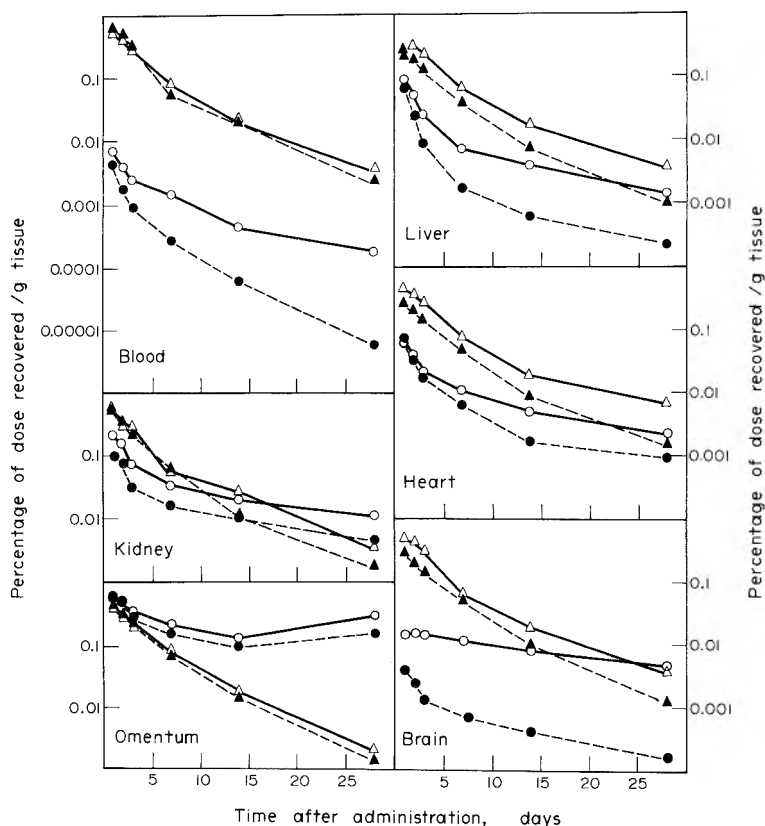 Percentage of dose recovered /g tissue
0.1
0.01
0.001
0.0001
0.00001
Blood
0.1
0.01
Kidney
0.1
0.01
Omentum
5 10 15 20 25
0.1
0.01
0.001
Liver
0.1
0.01
0.001
Heart
0.1
0.01
0.001
Brain
5 10 15 20 25
Percentage of dose recovered /g tissue
Time after administration, days